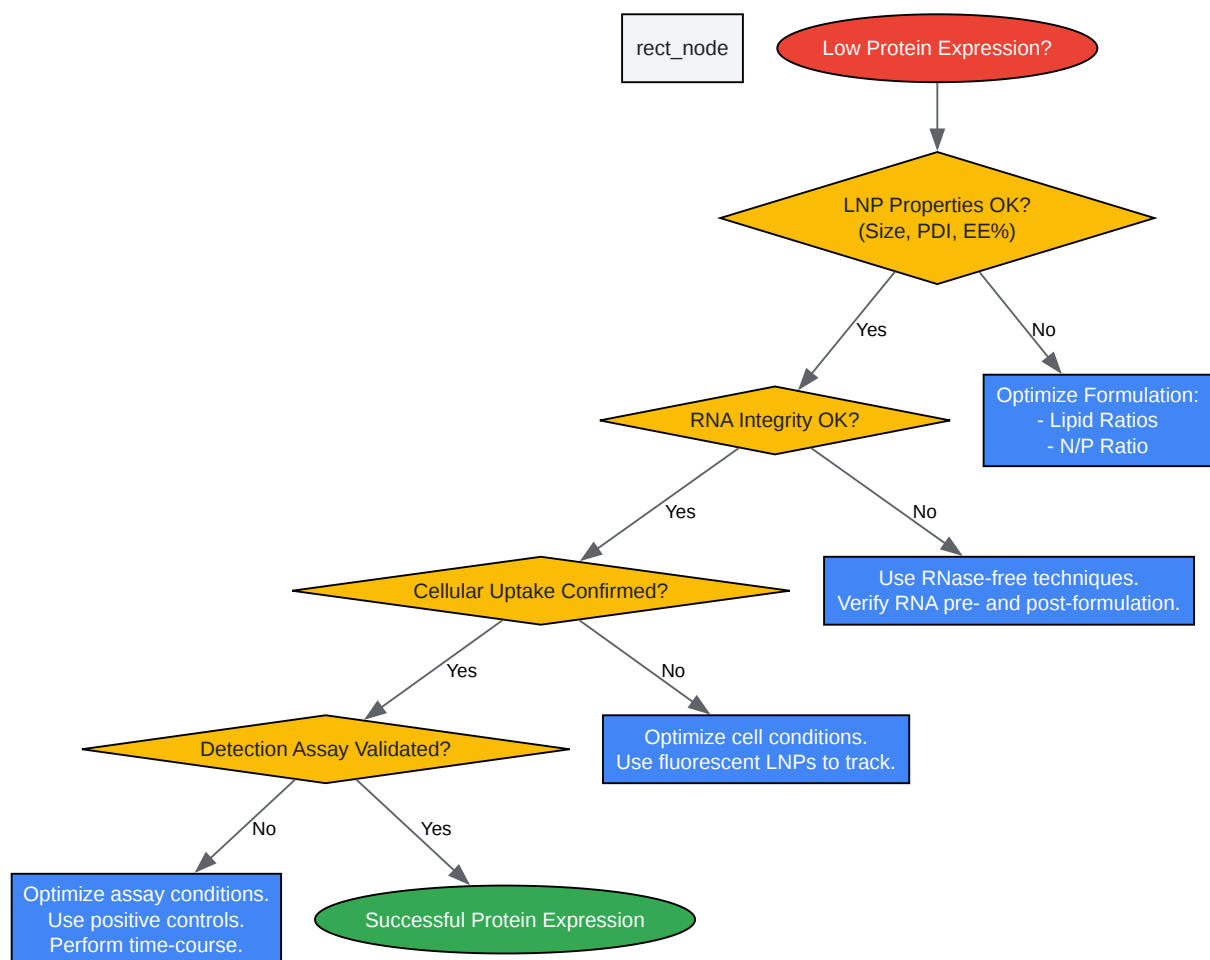 rect_node
Low Protein Expression?
LNP Properties OK?
(Size, PDI, EE%)
Yes
No
Optimize Formulation:
- Lipid Ratios
- N/P Ratio
RNA Integrity OK?
Yes
No
Use RNase-free techniques.
Verify RNA pre- and post-formulation.
Cellular Uptake Confirmed?
Yes
No
Optimize cell conditions.
Use fluorescent LNPs to track.
Detection Assay Validated?
No
Yes
Optimize assay conditions.
Use positive controls.
Perform time-course.
Successful Protein Expression